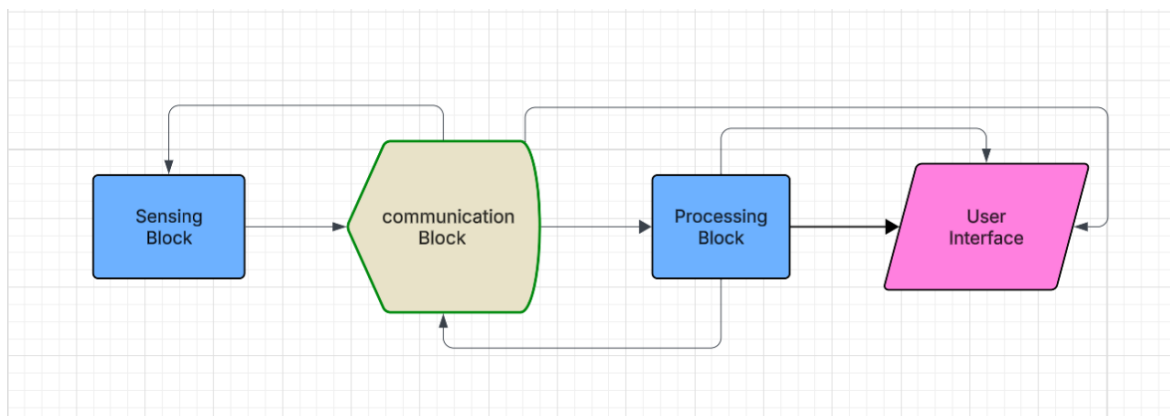 Sensing
Block
communication
Block
Processing
Block
User
Interface